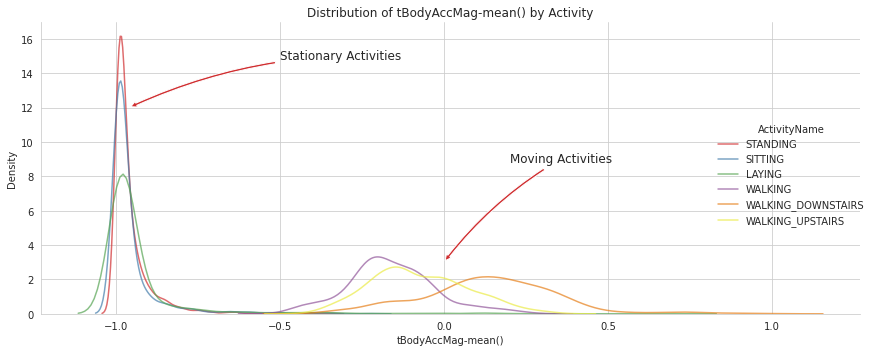 Distribution of tBodyAccMag-mean() by Activity
16
14
12
10
8
6
4
2
0
Density
Stationary Activities
Moving Activities
ActivityName
STANDING
SITTING
LAYING
WALKING
WALKING_DOWNSTAIRS
WALKING_UPSTAIRS
−1.0
−0.5
0.0
0.5
1.0
tBodyAccMag-mean()